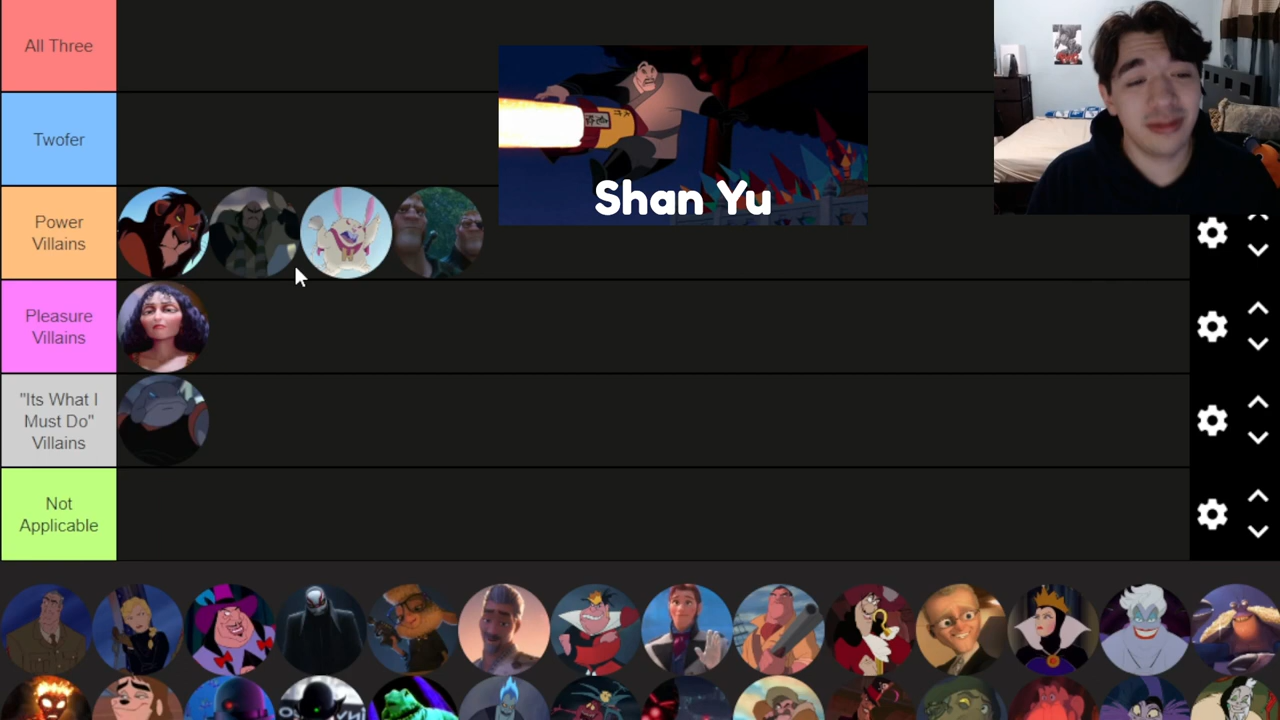 All Three
Twofer
Shan Yu
Power
Villains
Pleasure
Villains
"Its What I
Must Do"
Villains
Not
Applicable